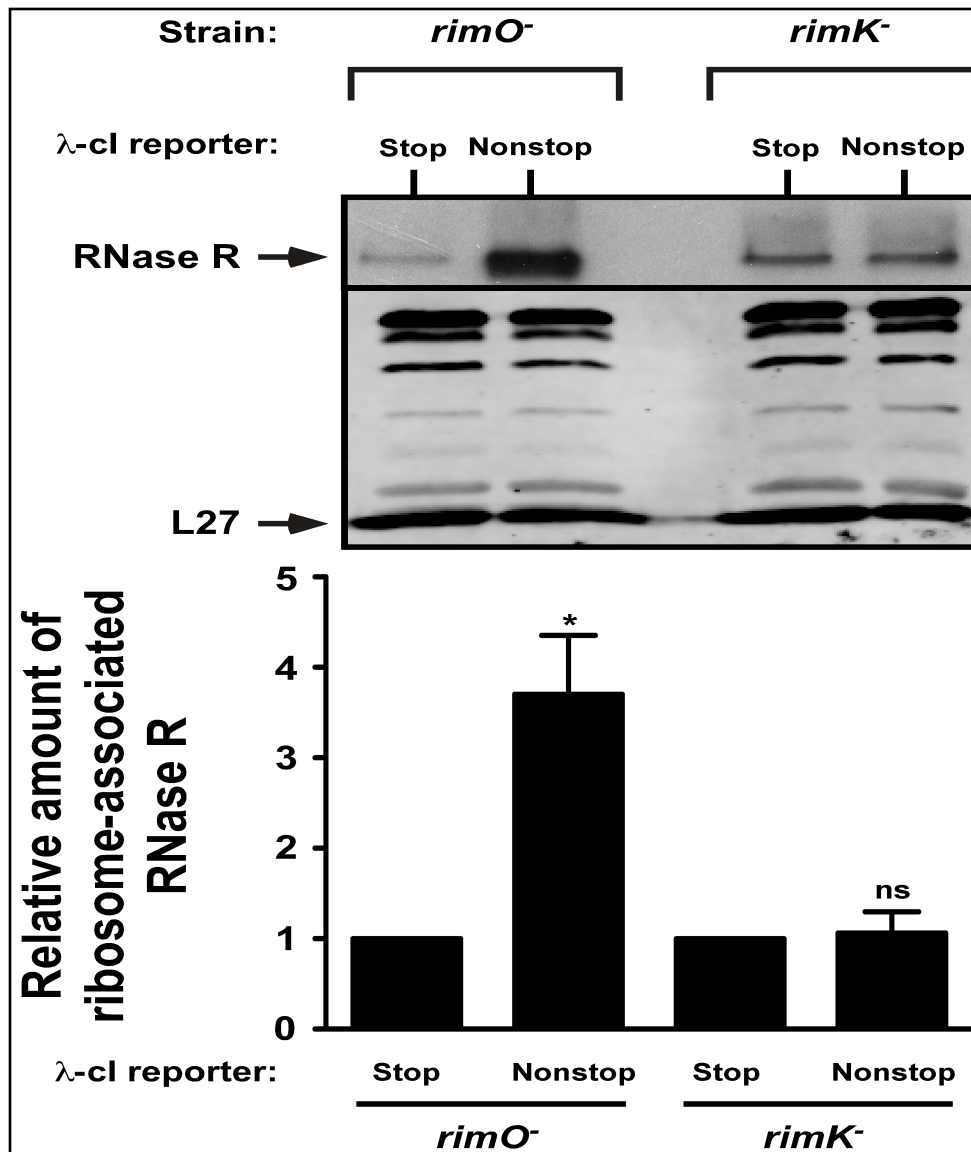 Strain: rimO- rimK-
λ-cI reporter: Stop Nonstop Stop Nonstop
RNase R
L27
Relative amount of
ribosome-associated
RNase R
5
4
3
2
1
0
*
ns
λ-cI reporter: Stop Nonstop Stop Nonstop
rimO- rimK-